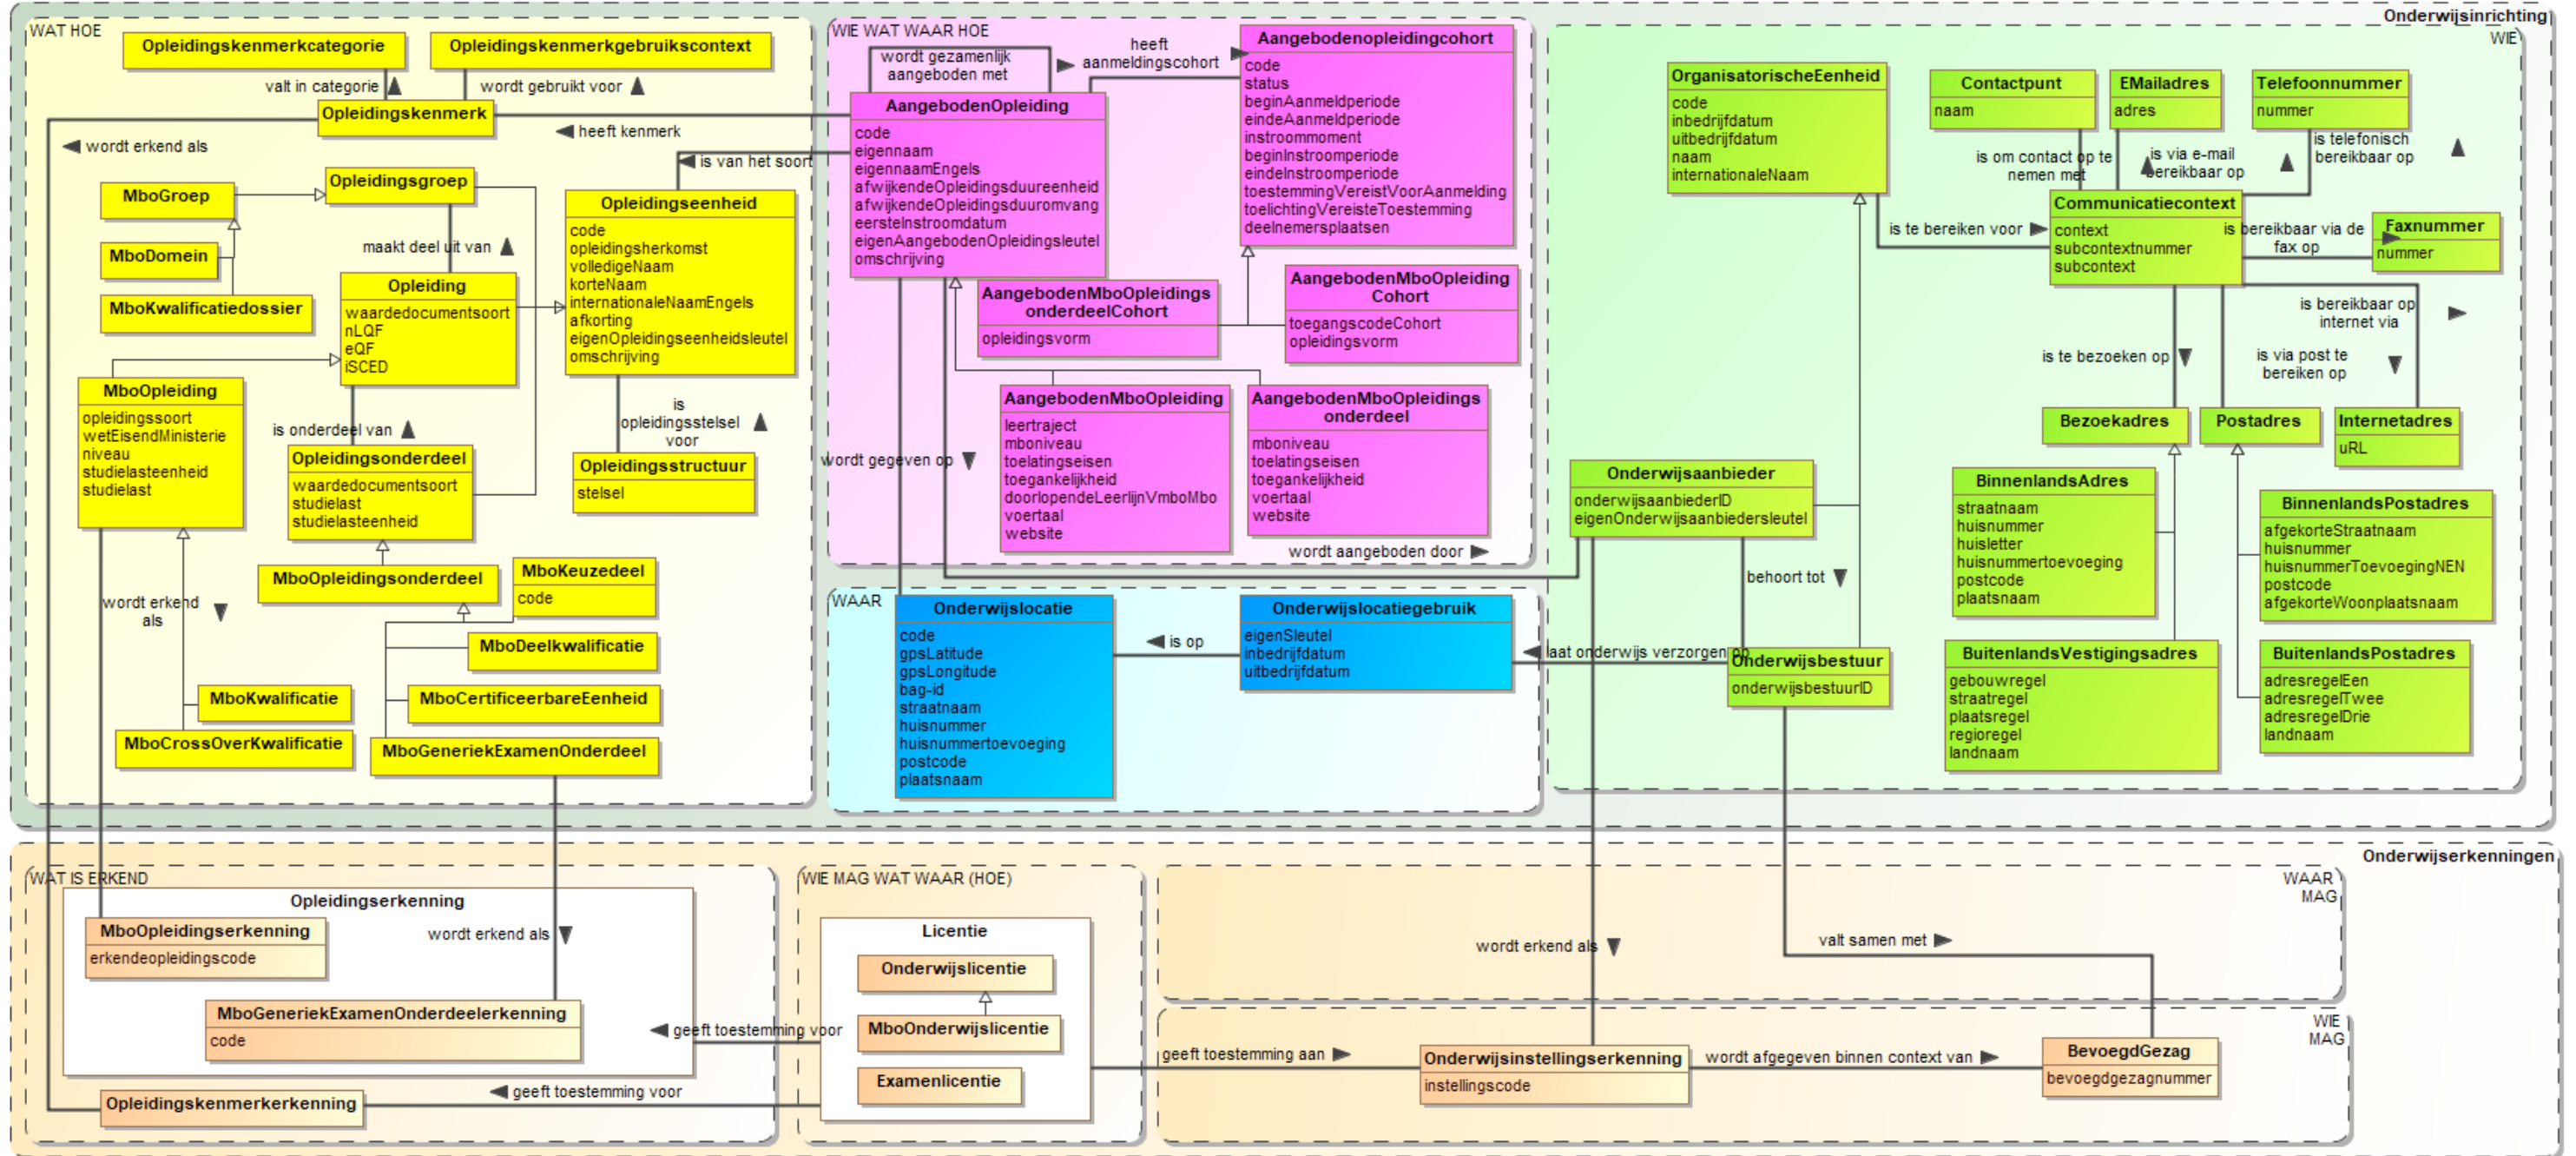 Onderwijsinrichting
WAT HOE
Opleidingskenmerkcategorie
Opleidingskenmerkgebruikscontext
valt in categorie
wordt gebruikt voor
Opleidingskenmerk
heeft kenmerk
wordt erkend als
is van het soort
MboGroep
Opleidingsgroep
MboDomein
maakt deel uit van
MboKwalificatiedossier
Opleiding
waardedocumentsoort
nLQF
eQF
iSCED
Opleidingseenheid
code
opleidingsherkomst
volledigeNaam
korteNaam
internationaleNaamEngels
afkorting
eigenOpleidingseenheidsleutel
omschrijving
MboOpleiding
opleidingssoort
wetEisendMinisterie
niveau
studielasteenheid
studielast
is onderdeel van
Opleidingsonderdeel
waardedocumentsoort
studielast
studielasteenheid
is
opleidingsstelsel
voor
Opleidingsstructuur
stelsel
MboOpleidingsonderdeel
MboKeuzedeel
code
wordt erkend
als
MboDeelkwalificatie
MboKwalificatie
MboCertificeerbareEenheid
MboCrossOverKwalificatie
MboGeneriekExamenOnderdeel
WIE WAT WAAR HOE
wordt gezamenlijk
aangeboden met
heeft
aanmeldingscohort
AangebodenOpleiding
code
eigennaam
eigennaamEngels
afwijkendeOpleidingsduureenheid
afwijkendeOpleidingsduuromvang
eersteInstroomdatum
eigenAangebodenOpleidingsleutel
omschrijving
Aangebodenopleidingcohort
code
status
beginAanmeldperiode
eindeAanmeldperiode
instroommoment
beginInstroomperiode
eindeInstroomperiode
toestemmingVereistVoorAanmelding
toelichtingVereisteToestemming
deelnemersplaatsen
AangebodenMboOpleidings
onderdeelCohort
opleidingsvorm
AangebodenMboOpleiding
Cohort
toegangscodeCohort
opleidingsvorm
AangebodenMboOpleiding
leertraject
mboniveau
toelatingseisen
toegankelijkheid
doorlopendeLeerlijnVmboMbo
voertaal
website
AangebodenMboOpleidings
onderdeel
mboniveau
toelatingseisen
toegankelijkheid
voertaal
website
wordt gegeven op
wordt aangeboden door
WAAR
Onderwijslocatie
code
gpsLatitude
gpsLongitude
bag-id
straatnaam
huisnummer
huisnummertoevoeging
postcode
plaatsnaam
is op
Onderwijslocatiegebruik
eigenSleutel
inbedrijfdatum
uitbedrijfdatum
laat onderwijs verzorgen op
WIE
OrganisatorischeEenheid
code
inbedrijfdatum
uitbedrijfdatum
naam
internationaleNaam
Contactpunt
naam
EMailadres
adres
Telefoonnummer
nummer
is om contact op te
nemen met
is via e-mail
bereikbaar op
is telefonisch
bereikbaar op
is te bereiken voor
Communicatiecontext
context
subcontextnummer
subcontext
is bereikbaar via de
fax op
Faxnummer
nummer
is bereikbaar op
internet via
is te bezoeken op
is via post te
bereiken op
Bezoekadres
Postadres
Internetadres
uRL
Onderwijsaanbieder
onderwijsaanbiederID
eigenOnderwijsaanbiedersleutel
BinnenlandsAdres
straatnaam
huisnummer
huisletter
huisnummertoevoeging
postcode
plaatsnaam
BinnenlandsPostadres
afgekorteStraatnaam
huisnummer
huisnummerToevoegingNEN
postcode
afgekorteWoonplaatsnaam
behoort tot
Onderwijsbestuur
onderwijsbestuurID
BuitenlandsVestigingsadres
gebouwregel
straatregel
plaatsregel
regioregel
landnaam
BuitenlandsPostadres
adresregelEen
adresregelTwee
adresregelDrie
landnaam
Onderwijserkenningen
WAT IS ERKEND
Opleidingserkenning
MboOpleidingserkenning
erkendeopleidingscode
wordt erkend als
MboGeneriekExamenOnderdeelerkenning
code
geeft toestemming voor
geeft toestemming voor
Opleidingskenmerkerkenning
WIE MAG WAT WAAR (HOE)
Licentie
Onderwijslicentie
MboOnderwijslicentie
Examenlicentie
WAAR
MAG
wordt erkend als
valt samen met
WIE
MAG
geeft toestemming aan
Onderwijsinstellingserkenning
instellingscode
wordt afgegeven binnen context van
BevoegdGezag
bevoegdgezagnummer